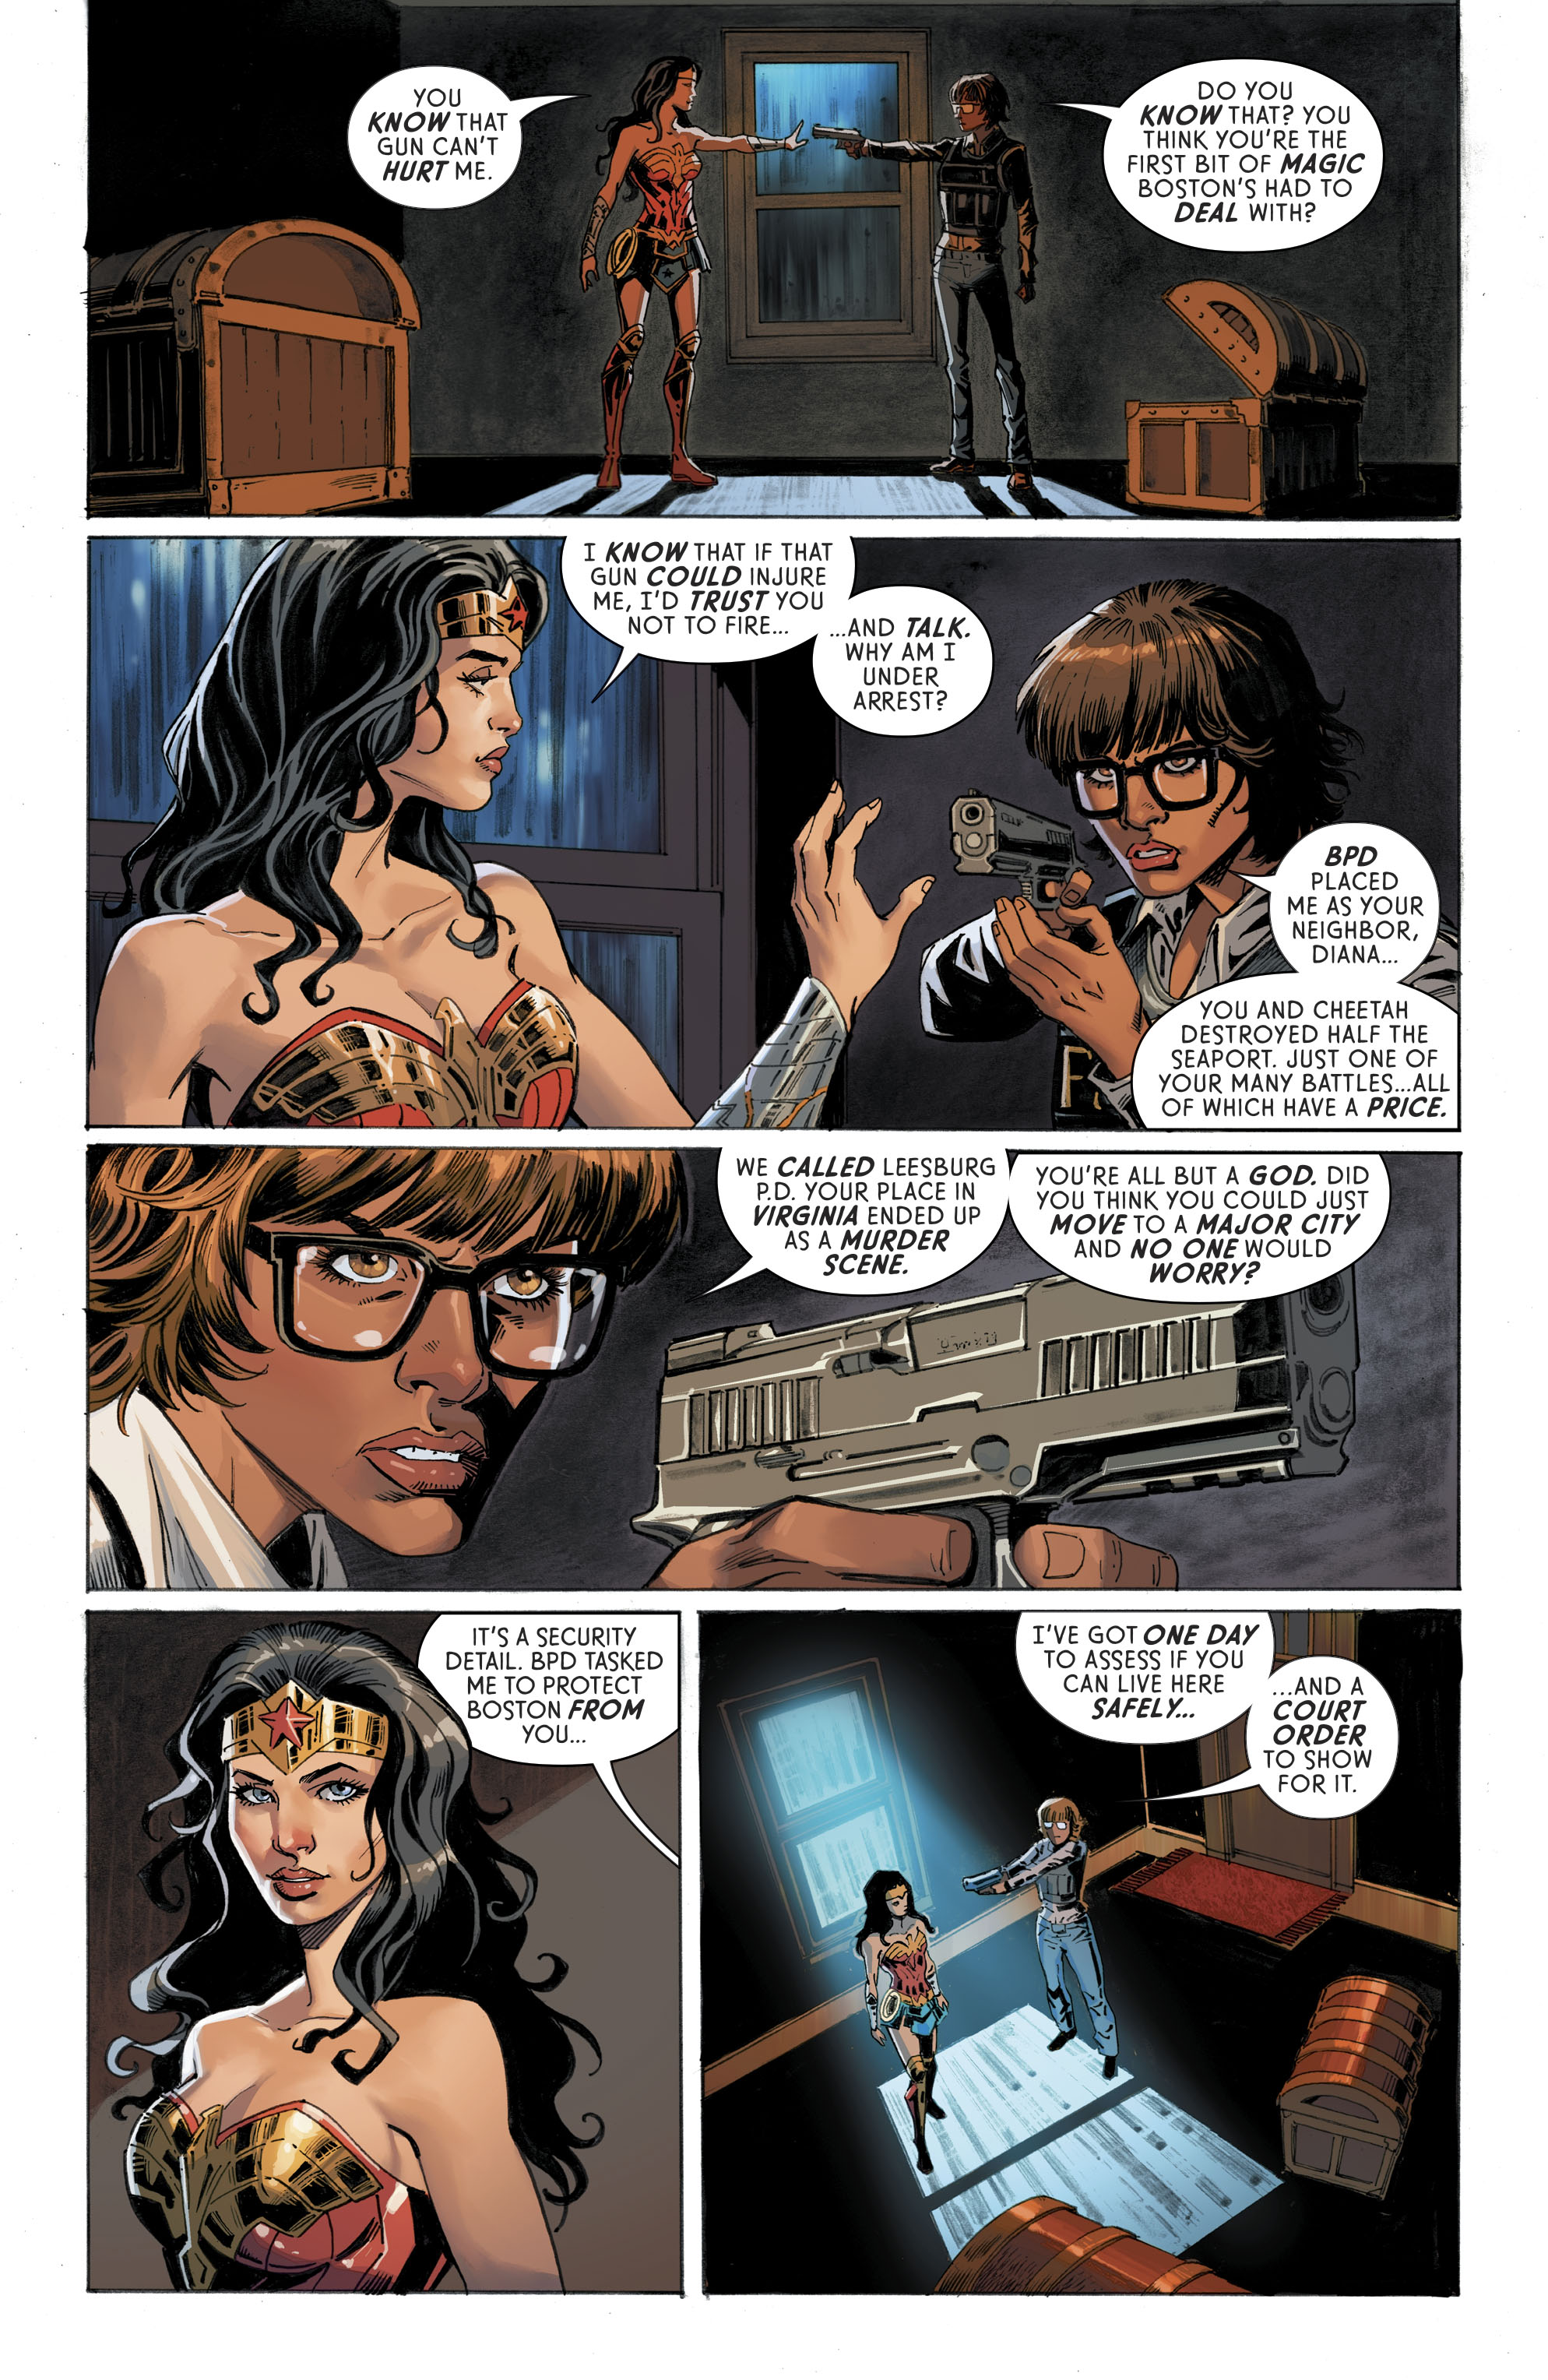 YOU
KNOW THAT
GUN CAN'T
HURT ME.
DO YOU
KNOW THAT? YOU
THINK YOU'RE THE
FIRST BIT OF MAGIC
BOSTON'S HAD TO
DEAL WITH?
I KNOW THAT IF THAT
GUN COULD INJURE
ME, I'D TRUST YOU
NOT TO FIRE...
...AND TALK.
WHY AM I
UNDER
ARREST?
BPD
PLACED
ME AS YOUR
NEIGHBOR,
DIANA...
YOU AND CHEETAH
DESTROYED HALF THE
SEAPORT. JUST ONE OF
YOUR MANY BATTLES...ALL
OF WHICH HAVE A PRICE.
WE CALLED LEESBURG
P.D. YOUR PLACE IN
VIRGINIA ENDED UP
AS A MURDER
SCENE.
YOU'RE ALL BUT A GOD. DID
YOU THINK YOU COULD JUST
MOVE TO A MAJOR CITY
AND NO ONE WOULD
WORRY?
IT'S A SECURITY
DETAIL. BPD TASKED
ME TO PROTECT
BOSTON FROM
YOU...
I'VE GOT ONE DAY
TO ASSESS IF YOU
CAN LIVE HERE
SAFELY...
...AND A
COURT
ORDER
TO SHOW
FOR IT.